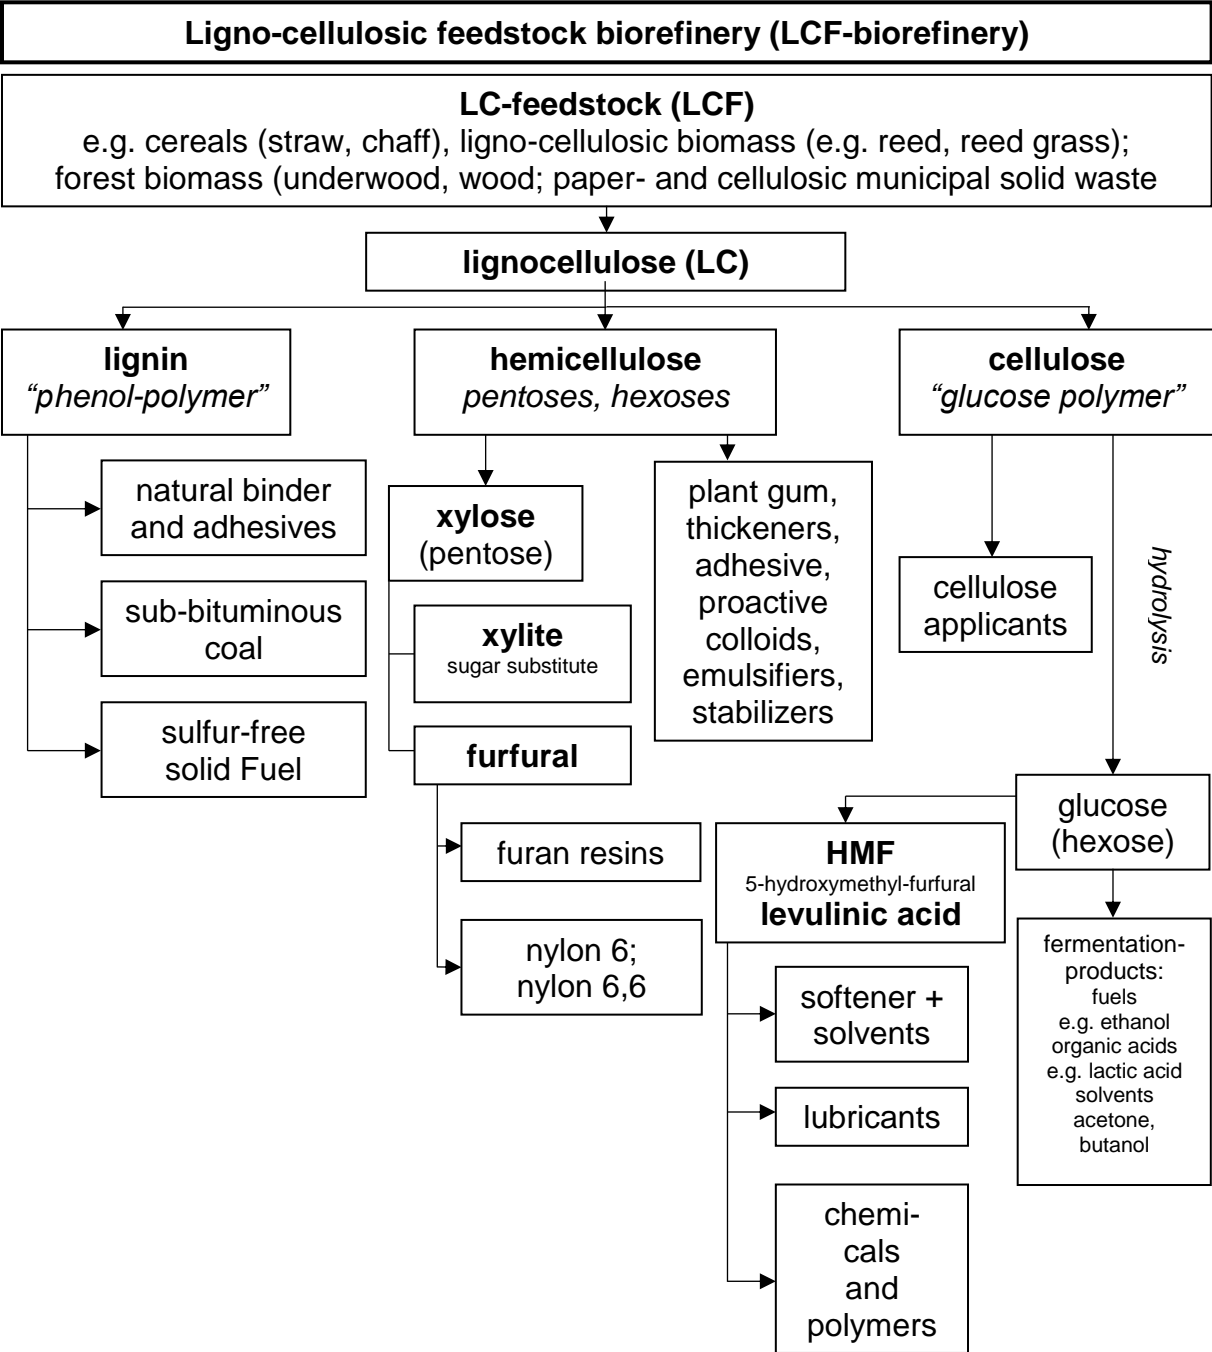 Ligno-cellulosic feedstock biorefinery (LCF-biorefinery)
LC-feedstock (LCF)
e.g. cereals (straw, chaff), ligno-cellulosic biomass (e.g. reed, reed grass);
forest biomass (underwood, wood; paper- and cellulosic municipal solid waste
lignocellulose (LC)
lignin
“phenol-polymer”
hemicellulose
pentoses, hexoses
cellulose
“glucose polymer”
natural binder
and adhesives
sub-bituminous
coal
sulfur-free
solid Fuel
xylose
(pentose)
xylite
sugar substitute
furfural
furan resins
nylon 6;
nylon 6,6
plant gum,
thickeners,
adhesive,
proactive
colloids,
emulsifiers,
stabilizers
cellulose
applicants
hydrolysis
glucose
(hexose)
HMF
5-hydroxymethyl-furfural
levulinic acid
softener +
solvents
lubricants
chemi-
cals
and
polymers
fermentation-
products:
fuels
e.g. ethanol
organic acids
e.g. lactic acid
solvents
acetone,
butanol